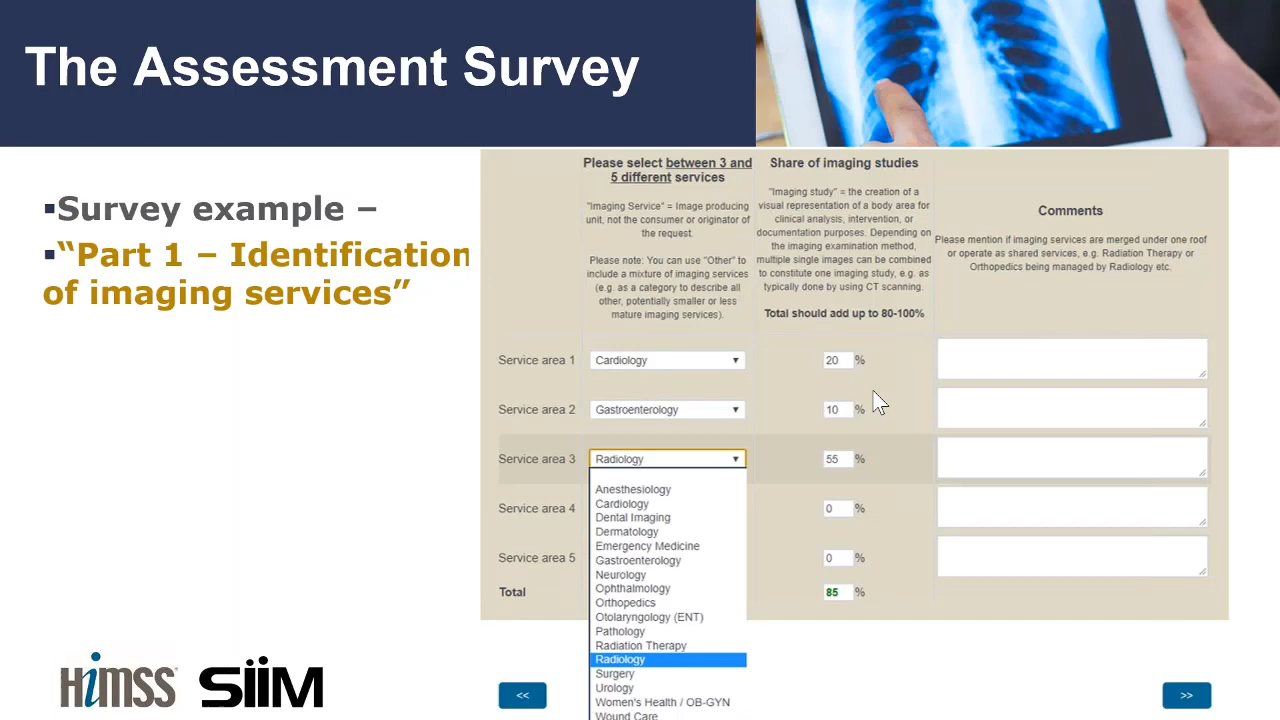 The Assessment Survey
▪Survey example –
▪“Part 1 – Identification
of imaging services”
Please select between 3 and
5 different services
"Imaging Service" = Image producing
unit, not the consumer or originator of
the request.
Please note: You can use "Other" to
include a mixture of imaging services
(e.g. as a category to describe all
other, potentially smaller or less
mature imaging services).
Share of imaging studies
"Imaging study" = the creation of a
visual representation of a body area for
clinical analysis, intervention, or
documentation purposes. Depending on
the imaging examination method,
multiple single images can be combined
to constitute one imaging study, e.g. as
typically done by using CT scanning.
Total should add up to 80-100%
Comments
Please mention if imaging services are merged under one roof
or operate as shared services, e.g. Radiation Therapy or
Orthopedics being managed by Radiology etc.
Service area 1 Cardiology 20 %
Service area 2 Gastroenterology 10 %
Service area 3 Radiology 55 %
Service area 4 0 %
Service area 5 0 %
Total 85 %
Anesthesiology
Cardiology
Dental Imaging
Dermatology
Emergency Medicine
Gastroenterology
Neurology
Ophthalmology
Orthopedics
Otolaryngology (ENT)
Pathology
Radiation Therapy
Radiology
Surgery
Urology
Women's Health / OB-GYN
Wound Care
HiMSS SiiM
<< >>